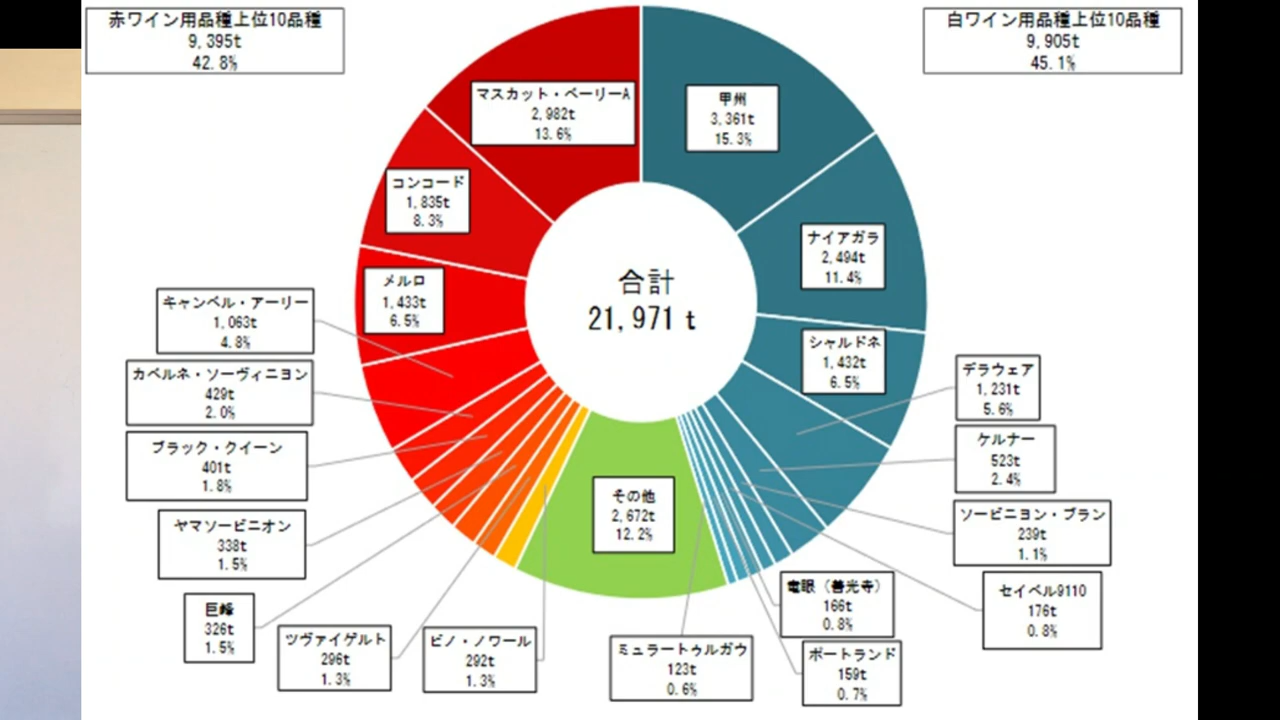 赤ワイン用品種上位10品種
9,395t
42.8%
白ワイン用品種上位10品種
9,905t
45.1%
マスカット・ベーリーA
2,982t
13.6%
甲州
3,361t
15.3%
コンコード
1,835t
8.3%
ナイアガラ
2,494t
11.4%
メルロ
1,433t
6.5%
合計
21,971 t
シャルドネ
1,432t
6.5%
キャンベル・アーリー
1,063t
4.8%
デラウェア
1,231t
5.6%
カベルネ・ソーヴィニヨン
429t
2.0%
ケルナー
523t
2.4%
ブラック・クイーン
401t
1.8%
その他
2,672t
12.2%
ソービニヨン・ブラン
239t
1.1%
ヤマソービニオン
338t
1.5%
竜眼（善光寺）
166t
0.8%
セイベル9110
176t
0.8%
巨峰
326t
1.5%
ツヴァイゲルト
296t
1.3%
ピノ・ノワール
292t
1.3%
ミュラートゥルガウ
123t
0.6%
ポートランド
159t
0.7%